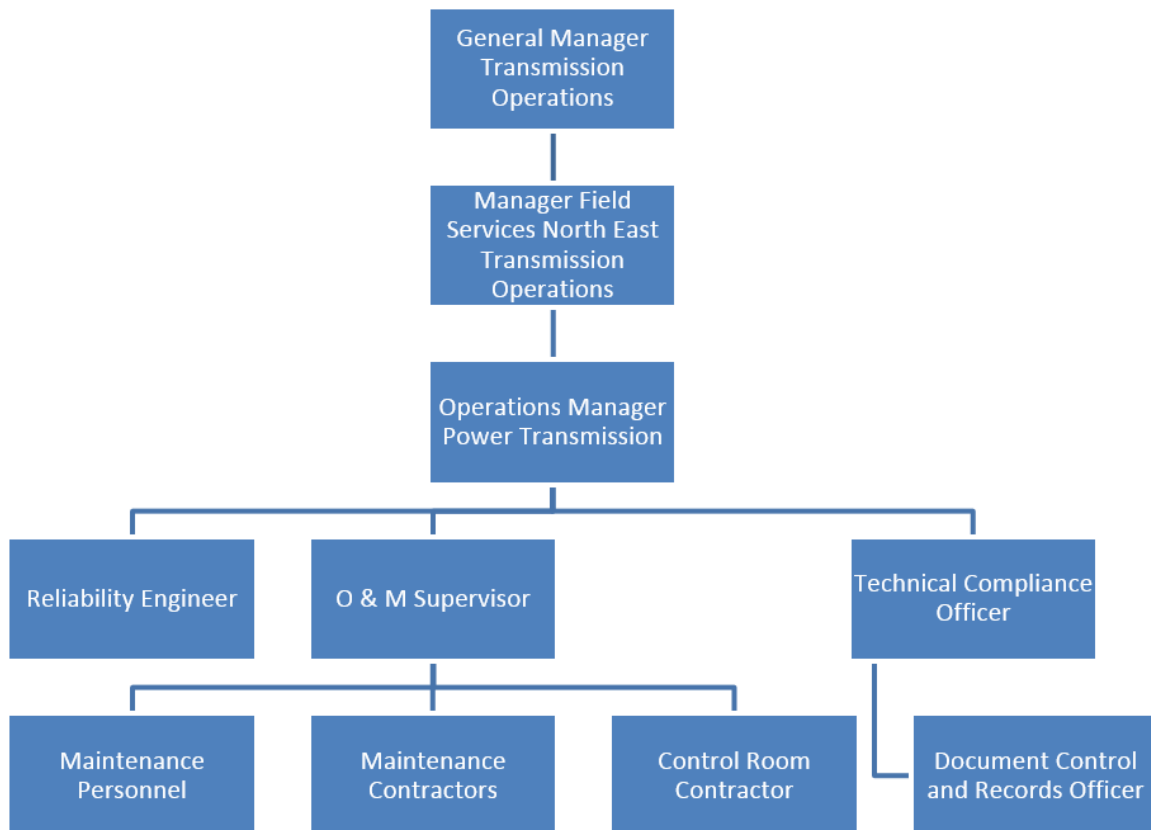 General Manager
Transmission
Operations
Manager Field
Services North East
Transmission
Operations
Operations Manager
Power Transmission
Reliability Engineer
O & M Supervisor
Technical Compliance
Officer
Maintenance
Personnel
Maintenance
Contractors
Control Room
Contractor
Document Control
and Records Officer